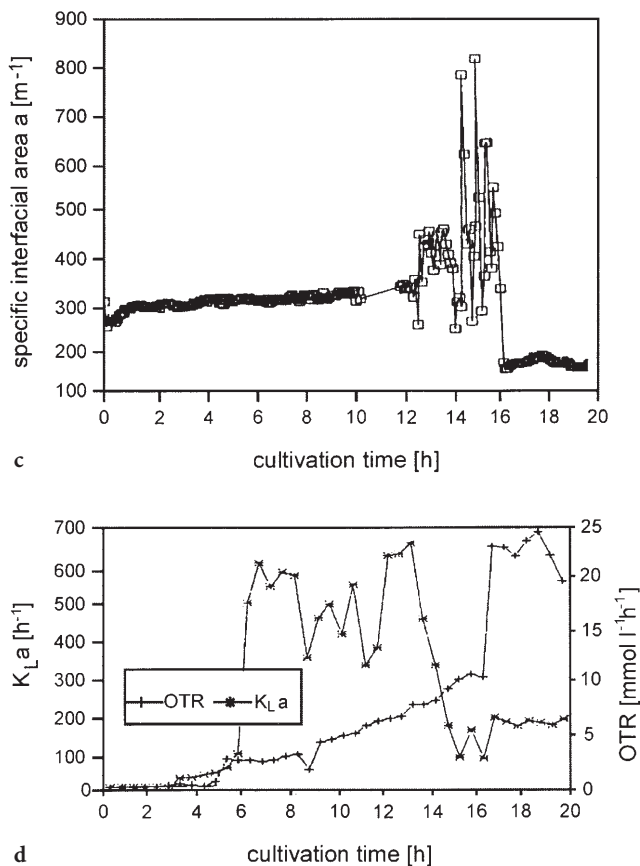 specific interfacial area a [m⁻¹]
900
800
700
600
500
400
300
200
100
0 2 4 6 8 10 12 14 16 18 20
cultivation time [h]
c
K_L a [h⁻¹]
700
600
500
400
300
200
100
0
OTR K_L a
25
20
15
10
5
0
OTR [mmol l⁻¹h⁻¹]
0 2 4 6 8 10 12 14 16 18 20
cultivation time [h]
d